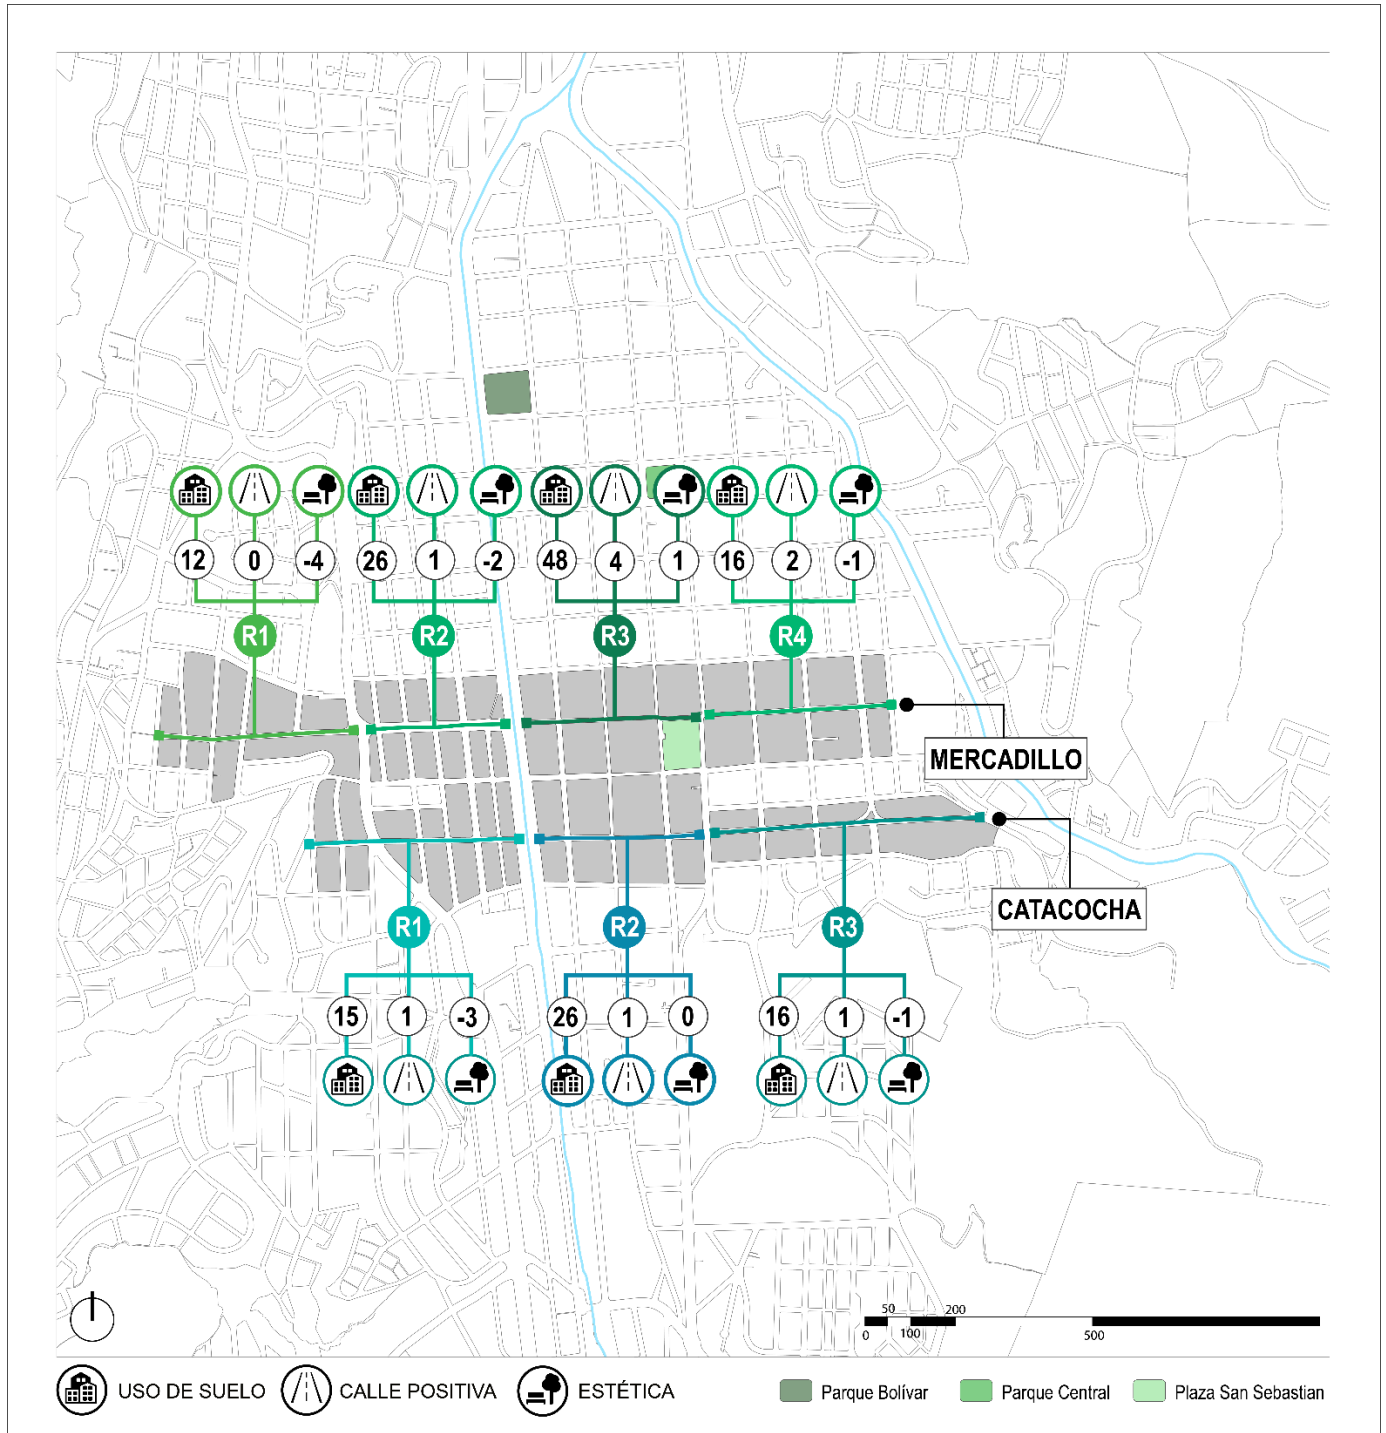 12 0 -4 26 1 -2 48 4 1 16 2 -1
R1 R2 R3 R4
MERCADILLO
CATACOCHA
R1 R2 R3
15 1 -3 26 1 0 16 1 -1
50 200
0 100 500
USO DE SUELO CALLE POSITIVA ESTÉTICA Parque Bolívar Parque Central Plaza San Sebastian